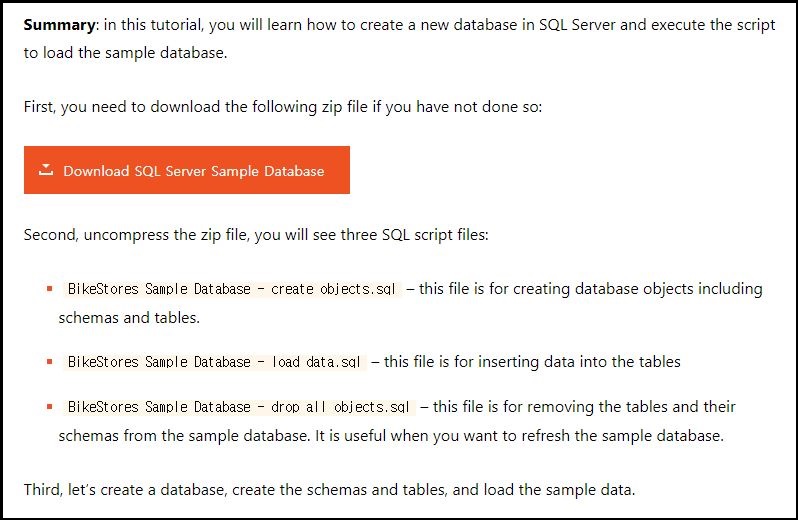 Summary: in this tutorial, you will learn how to create a new database in SQL Server and execute the script
to load the sample database.
First, you need to download the following zip file if you have not done so:
Download SQL Server Sample Database
Second, uncompress the zip file, you will see three SQL script files:
BikeStores Sample Database - create objects.sql – this file is for creating database objects including
schemas and tables.
BikeStores Sample Database - load data.sql – this file is for inserting data into the tables
BikeStores Sample Database - drop all objects.sql – this file is for removing the tables and their
schemas from the sample database. It is useful when you want to refresh the sample database.
Third, let’s create a database, create the schemas and tables, and load the sample data.